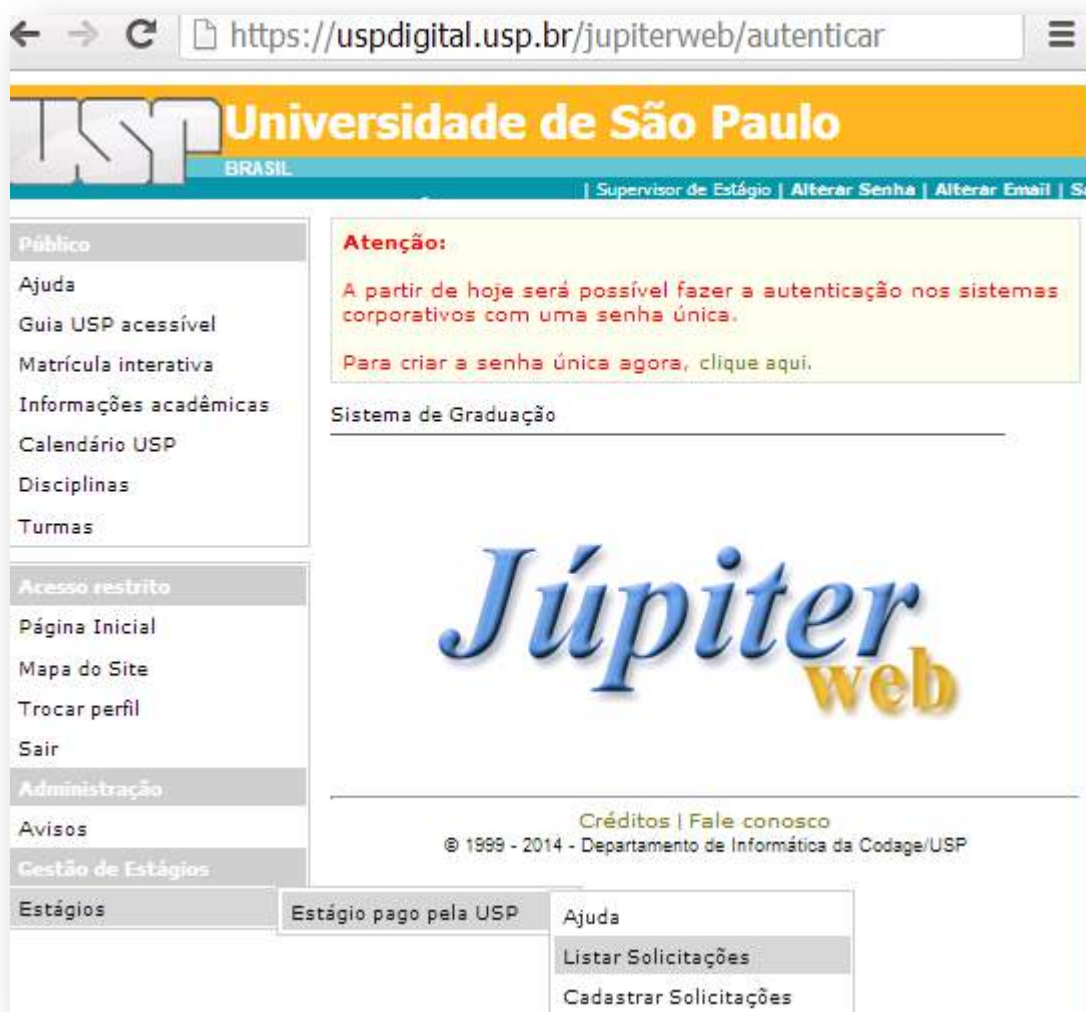 https://uspdigital.usp.br/jupiterweb/autenticar
USP
Universidade de São Paulo
BRASIL
| Supervisor de Estágio | Alterar Senha | Alterar Email |
Público
Ajuda
Guia USP acessível
Matrícula interativa
Informações acadêmicas
Calendário USP
Disciplinas
Turmas
Acesso restrito
Página Inicial
Mapa do Site
Trocar perfil
Sair
Administração
Avisos
Gestão de Estágios
Estágios
Estágio pago pela USP
Ajuda
Listar Solicitações
Cadastrar Solicitações
Atenção:
A partir de hoje será possível fazer a autenticação nos sistemas
corporativos com uma senha única.
Para criar a senha única agora, clique aqui.
Sistema de Graduação
Júpiter
web
Créditos | Fale conosco
© 1999 - 2014 - Departamento de Informática da Codage/USP